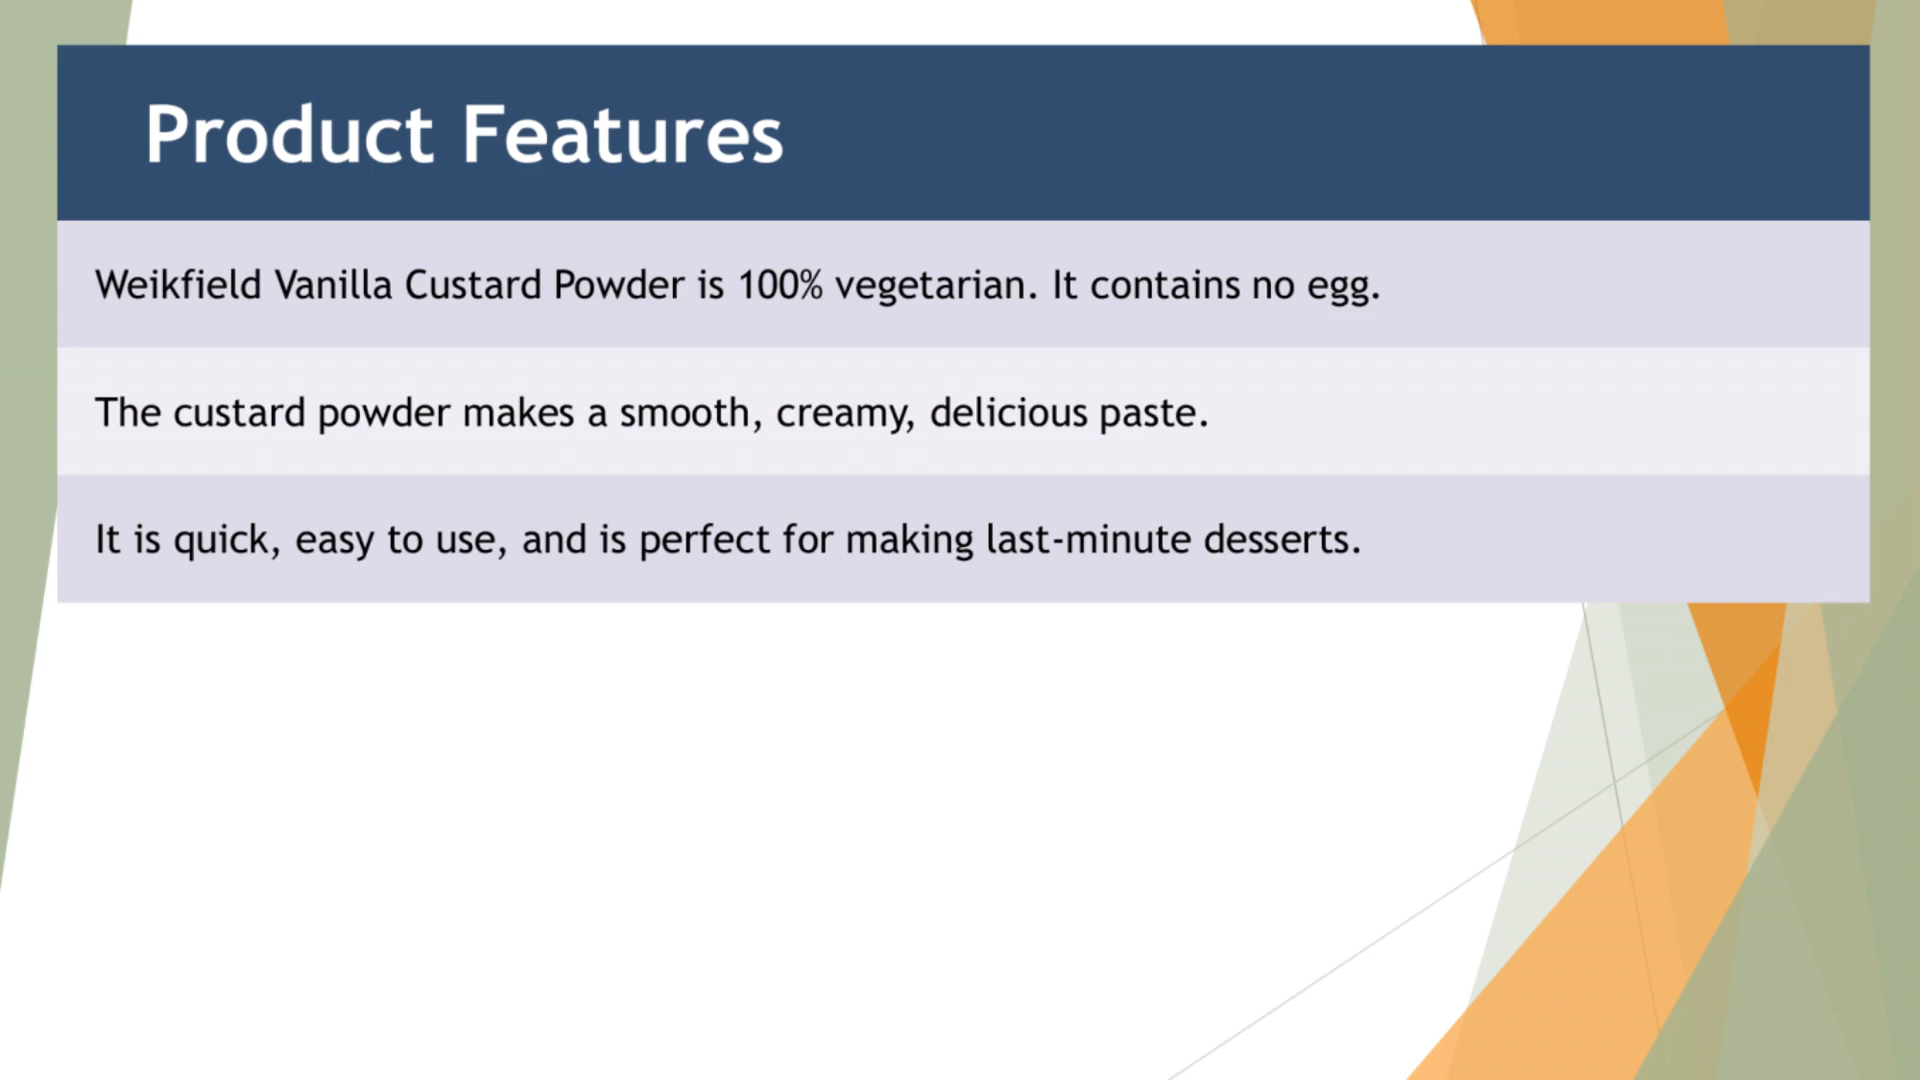 Product Features
Weikfield Vanilla Custard Powder is 100% vegetarian. It contains no egg.
The custard powder makes a smooth, creamy, delicious paste.
It is quick, easy to use, and is perfect for making last-minute desserts.